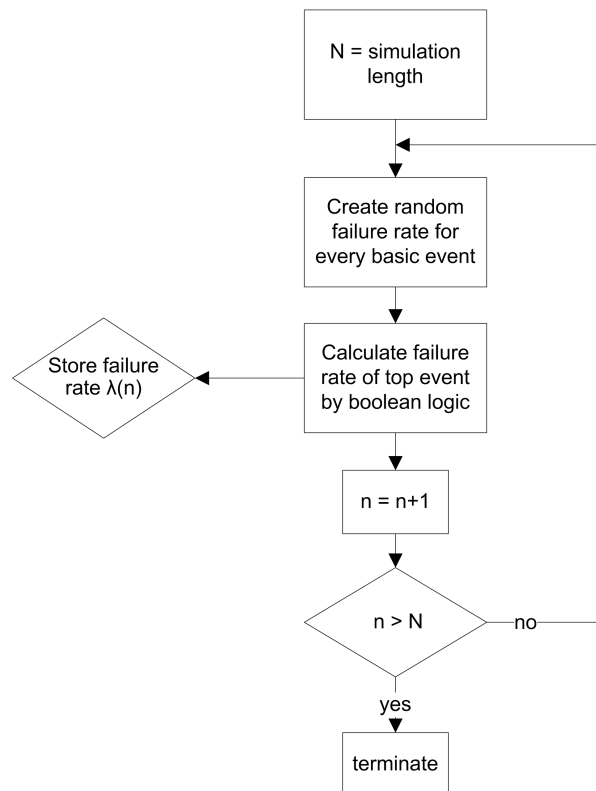 N = simulation
length
Create random
failure rate for
every basic event
Store failure
rate λ(n)
Calculate failure
rate of top event
by boolean logic
n = n+1
n > N
no
yes
terminate